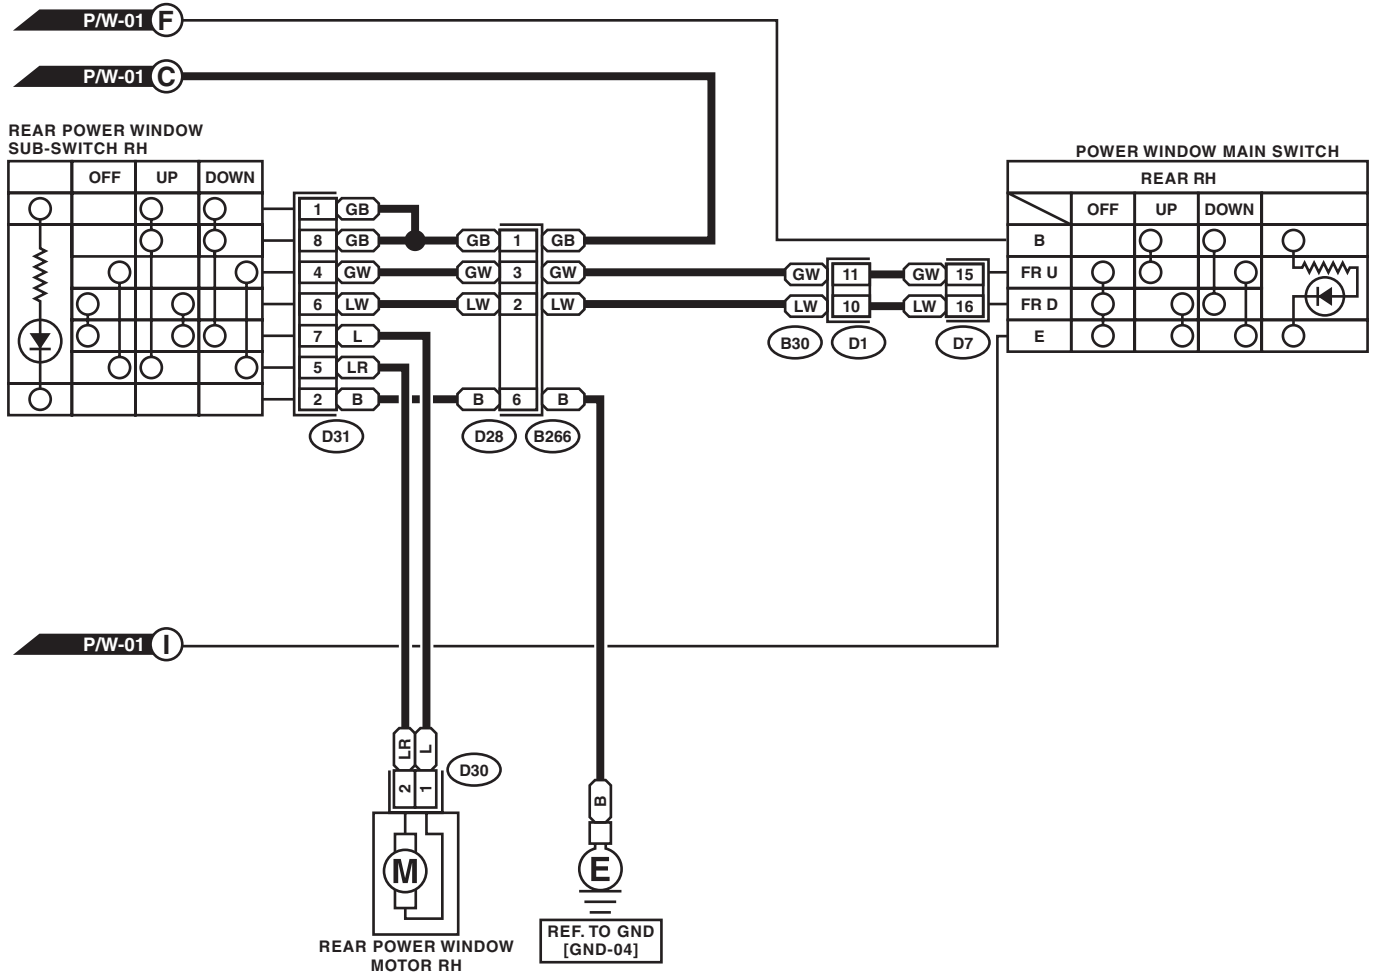 P/W-01 F
P/W-01 C
REAR POWER WINDOW
SUB-SWITCH RH
OFF UP DOWN
1 GB
8 GB GB 1 GB
4 GW GW 3 GW GW 11 GW 15
6 LW LW 2 LW LW 10 LW 16
7 L
5 LR
2 B B 6 B
D31 D28 B266
B30 D1 D7
POWER WINDOW MAIN SWITCH
REAR RH
OFF UP DOWN
B
FR U
FR D
E
P/W-01 I
LR L
2 1
D30
M
REAR POWER WINDOW
MOTOR RH
B
E
REF. TO GND
[GND-04]